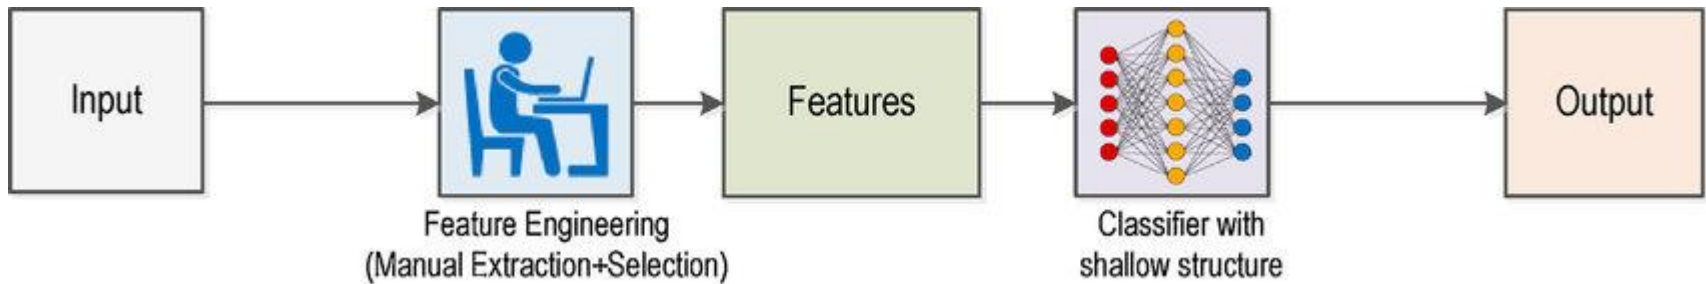 Input
Features
Output
Feature Engineering
(Manual Extraction+Selection)
Classifier with
shallow structure